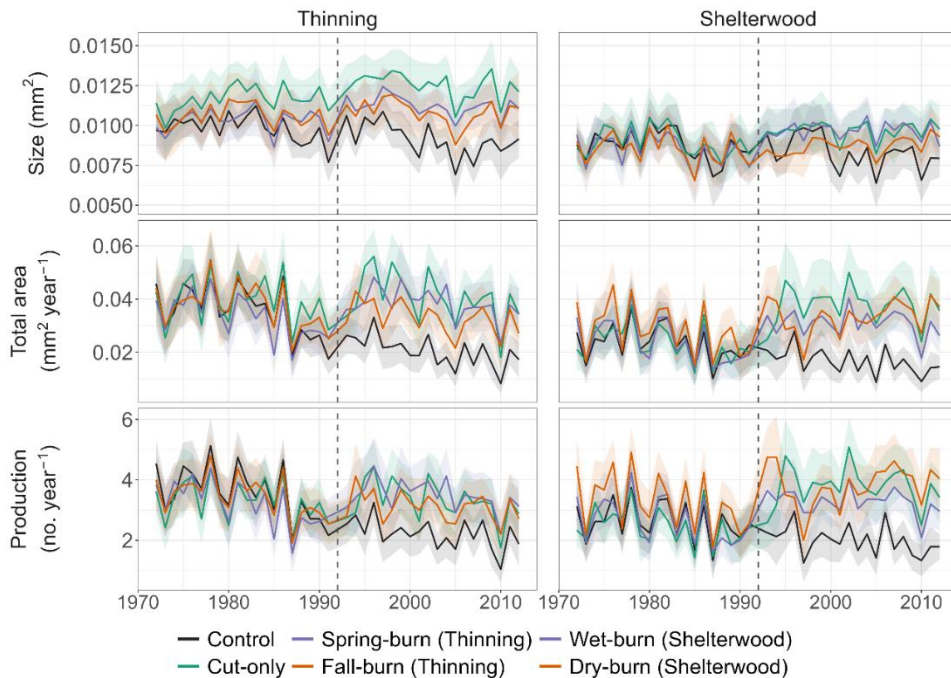 Thinning Shelterwood
Size (mm²)
0.0150
0.0125
0.0100
0.0075
0.0050
Total area
(mm² year⁻¹)
0.06
0.04
0.02
Production
(no. year⁻¹)
6
4
2
1970 1980 1990 2000 2010 1970 1980 1990 2000 2010
Control Spring-burn (Thinning) Wet-burn (Shelterwood)
Cut-only Fall-burn (Thinning) Dry-burn (Shelterwood)